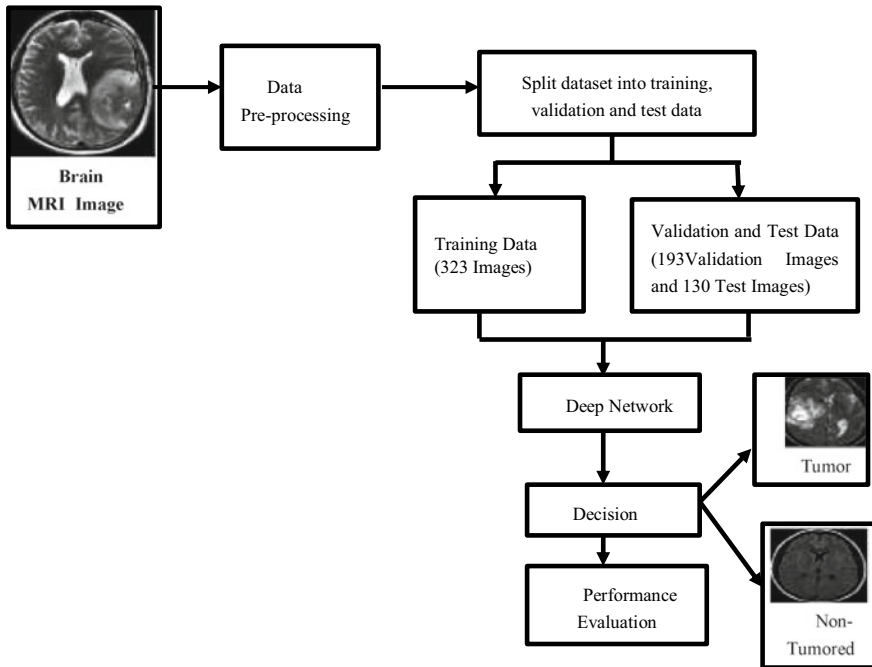 Brain
MRI Image
Data
Pre-processing
Split dataset into training,
validation and test data
Training Data
(323 Images)
Validation and Test Data
(193Validation Images
and 130 Test Images)
Deep Network
Tumor
Decision
Non-
Tumored
Performance
Evaluation